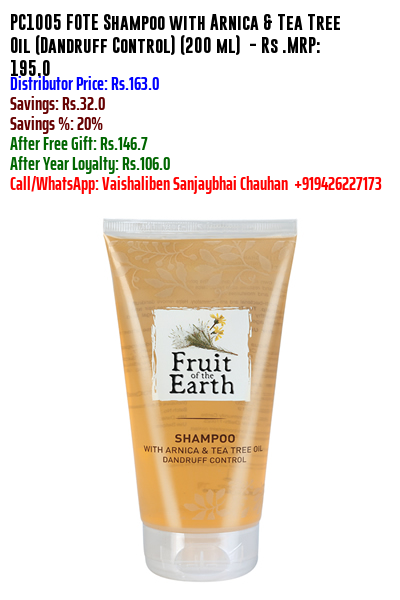 PC1005 FOTE Shampoo with Arnica & Tea Tree
Oil (Dandruff Control) (200 ml) - Rs .MRP:
195.0
Distributor Price: Rs.163.0
Savings: Rs.32.0
Savings %: 20%
After Free Gift: Rs.146.7
After Year Loyalty: Rs.106.0
Call/WhatsApp: Vaishaliben Sanjaybhai Chauhan +919426227173
Fruit
of the
Earth
SHAMPOO
WITH ARNICA & TEA TREE OIL
DANDRUFF CONTROL